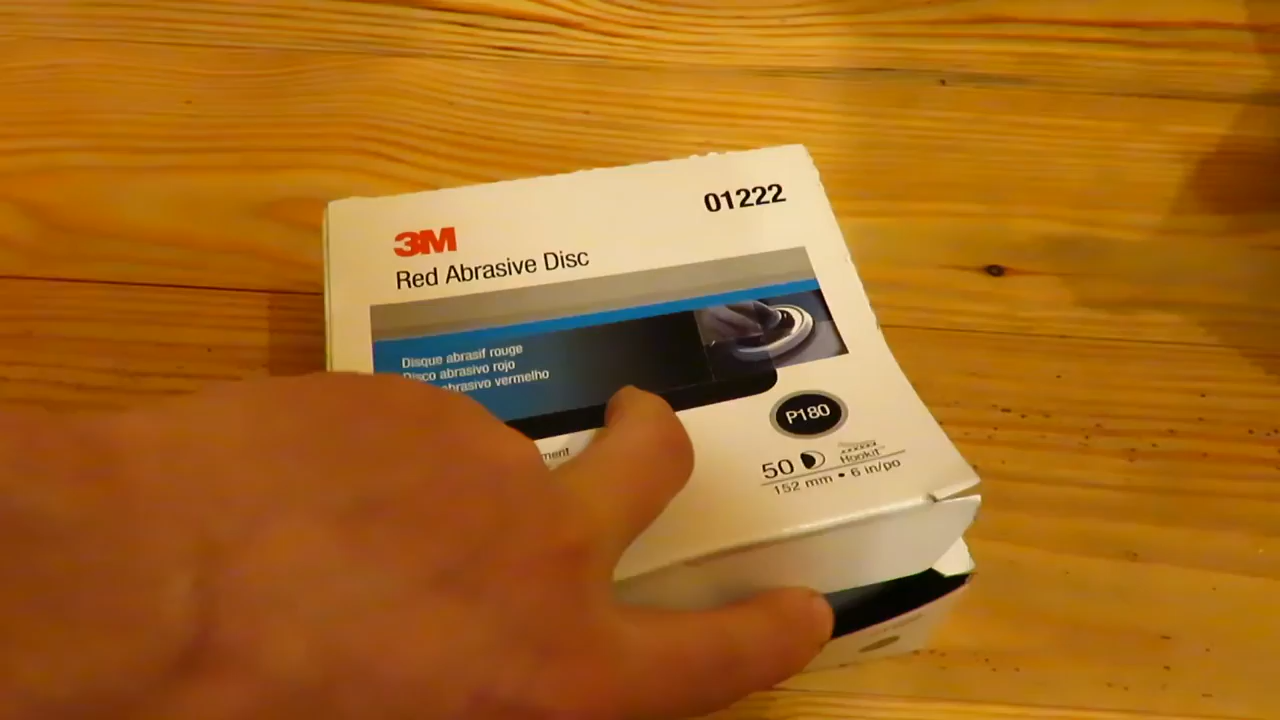 01222
3M
Red Abrasive Disc
Disque abrasif rouge
Disco abrasivo rojo
abrasivo vermelho
P180
50 Hookit
152 mm • 6 in/po